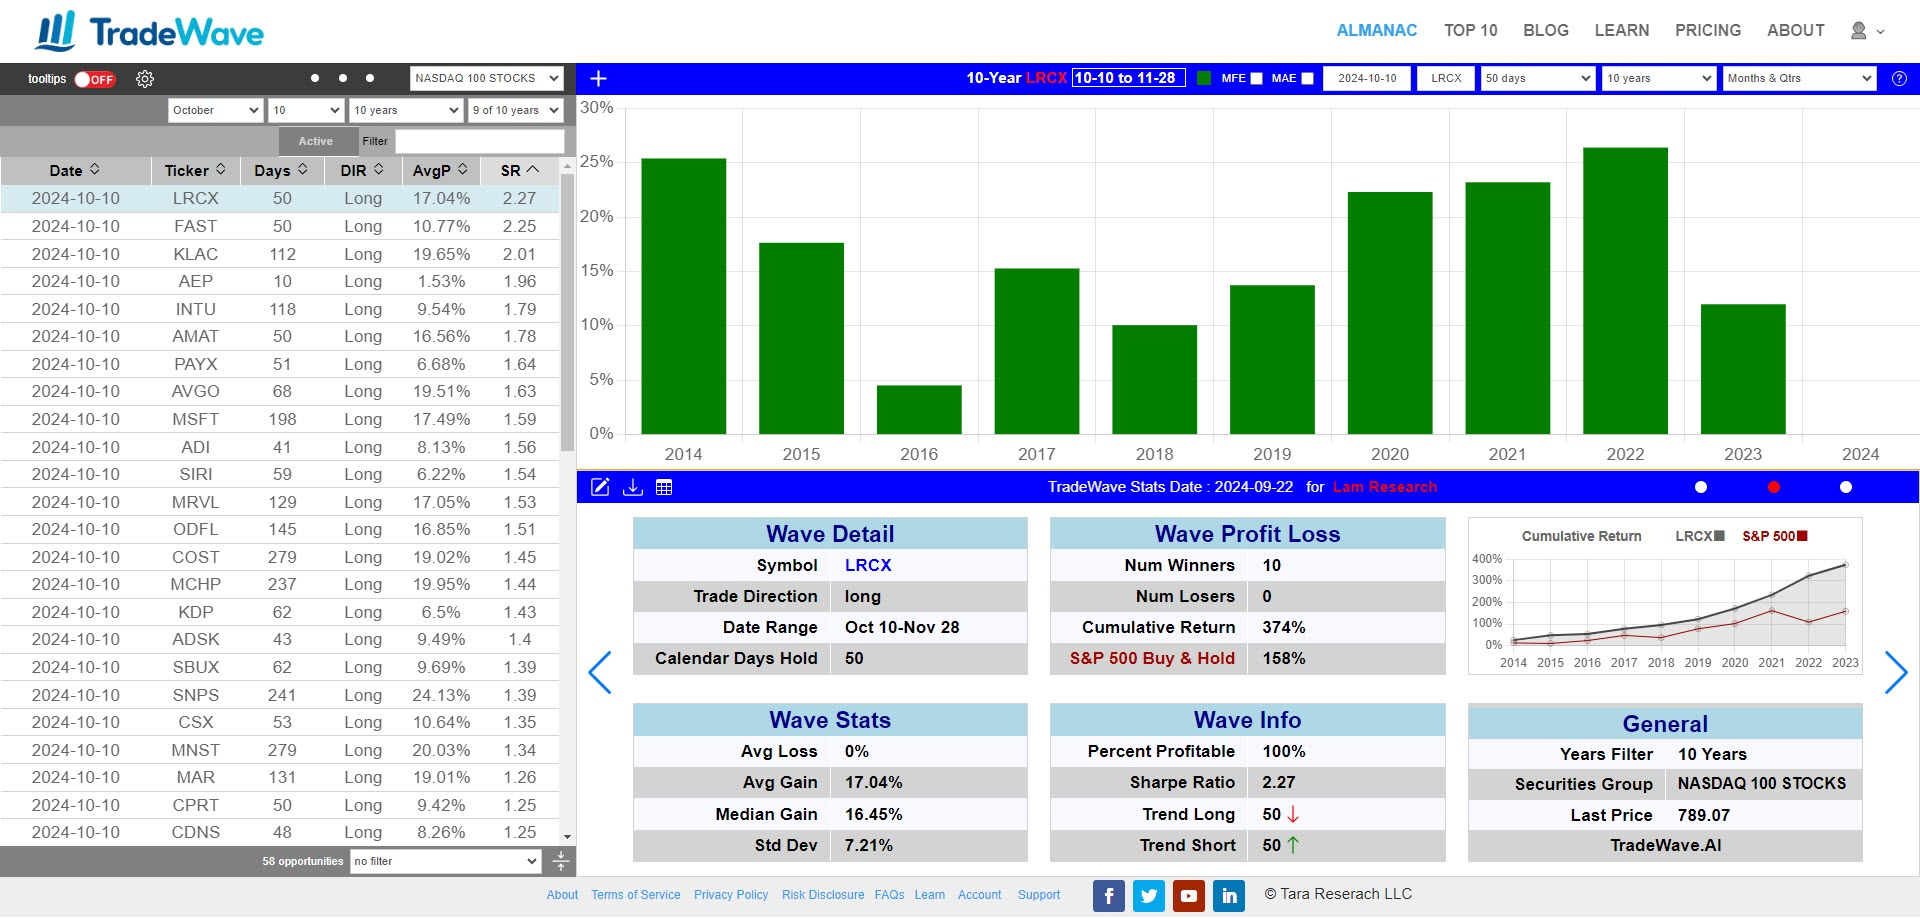 TradeWave
ALMANAC TOP 10 BLOG LEARN PRICING ABOUT
tooltips OFF NASDAQ 100 STOCKS
October 10 10 years 9 of 10 years
Active Filter
Date Ticker Days DIR AvgP SR
2024-10-10 LRCX 50 Long 17.04% 2.27
2024-10-10 FAST 50 Long 10.77% 2.25
2024-10-10 KLAC 112 Long 19.65% 2.01
2024-10-10 AEP 10 Long 1.53% 1.96
2024-10-10 INTU 118 Long 9.54% 1.79
2024-10-10 AMAT 50 Long 16.56% 1.78
2024-10-10 PAYX 51 Long 6.68% 1.64
2024-10-10 AVGO 68 Long 19.51% 1.63
2024-10-10 MSFT 198 Long 17.49% 1.59
2024-10-10 ADI 41 Long 8.13% 1.56
2024-10-10 SIRI 59 Long 6.22% 1.54
2024-10-10 MRVL 129 Long 17.05% 1.53
2024-10-10 ODFL 145 Long 16.85% 1.51
2024-10-10 COST 279 Long 19.02% 1.45
2024-10-10 MCHP 237 Long 19.95% 1.44
2024-10-10 KDP 62 Long 6.5% 1.43
2024-10-10 ADSK 43 Long 9.49% 1.4
2024-10-10 SBUX 62 Long 9.69% 1.39
2024-10-10 SNPS 241 Long 24.13% 1.39
2024-10-10 CSX 53 Long 10.64% 1.35
2024-10-10 MNST 279 Long 20.03% 1.34
2024-10-10 MAR 131 Long 19.01% 1.26
2024-10-10 CPRT 50 Long 9.42% 1.25
2024-10-10 CDNS 48 Long 8.26% 1.25
58 opportunities no filter
10-Year LRCX 10-10 to 11-28 MFE MAE 2024-10-10 LRCX 50 days 10 years Months & Qtrs ?
30%
25%
20%
15%
10%
5%
0%
2014 2015 2016 2017 2018 2019 2020 2021 2022 2023 2024
TradeWave Stats Date : 2024-09-22 for Lam Research
Wave Detail
Symbol LRCX
Trade Direction long
Date Range Oct 10-Nov 28
Calendar Days Hold 50
Wave Profit Loss
Num Winners 10
Num Losers 0
Cumulative Return 374%
S&P 500 Buy & Hold 158%
Cumulative Return LRCX S&P 500
400%
300%
200%
100%
0%
2014 2015 2016 2017 2018 2019 2020 2021 2022 2023
Wave Stats
Avg Loss 0%
Avg Gain 17.04%
Median Gain 16.45%
Std Dev 7.21%
Wave Info
Percent Profitable 100%
Sharpe Ratio 2.27
Trend Long 50 ↓
Trend Short 50 ↑
General
Years Filter 10 Years
Securities Group NASDAQ 100 STOCKS
Last Price 789.07
TradeWave.AI
About Terms of Service Privacy Policy Risk Disclosure FAQs Learn Account Support f in © Tara Reserach LLC